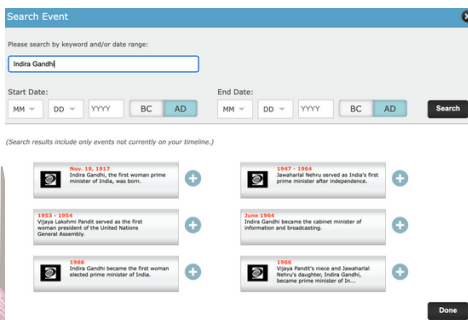 Search Event
Please search by keyword and/or date range:
Indira Gandhi
Start Date:
End Date:
MM DD YYYY BC AD MM DD YYYY BC AD Search
(Search results include only events not currently on your timeline.)
Nov. 19, 1917
Indira Gandhi, the first woman prime
minister of India, was born.
1947 - 1964
Jawaharlal Nehru served as India's first
prime minister after independence.
1953 - 1954
Vijaya Lakshmi Pandit served as the first
woman president of the United Nations
General Assembly.
June 1964
Indira Gandhi became the cabinet minister of
information and broadcasting.
1966
Indira Gandhi became the first woman
elected prime minister of India.
1966
Vijaya Pandit's niece and Jawaharlal
Nehru's daughter, Indira Gandhi,
became prime minister of In...
Done